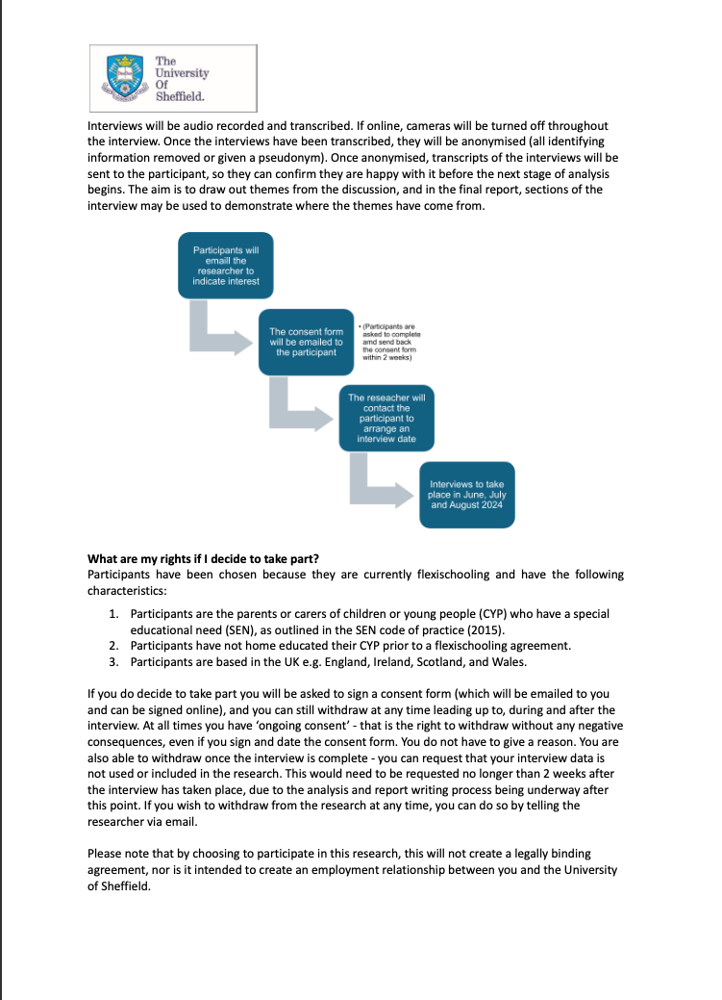 The
University
Of
Sheffield.
Interviews will be audio recorded and transcribed. If online, cameras will be turned off throughout
the interview. Once the interviews have been transcribed, they will be anonymised (all identifying
information removed or given a pseudonym). Once anonymised, transcripts of the interviews will be
sent to the participant, so they can confirm they are happy with it before the next stage of analysis
begins. The aim is to draw out themes from the discussion, and in the final report, sections of the
interview may be used to demonstrate where the themes have come from.
Participants will
emaill the
researcher to
indicate interest
The consent form
will be emailed to
the participant
• (Participants are
asked to complete
amd send back
the consent form
within 2 weeks)
The reseacher will
contact the
participant to
arrange an
interview date
Interviews to take
place in June, July
and August 2024
What are my rights if I decide to take part?
Participants have been chosen because they are currently flexischooling and have the following
characteristics:
1. Participants are the parents or carers of children or young people (CYP) who have a special
educational need (SEN), as outlined in the SEN code of practice (2015).
2. Participants have not home educated their CYP prior to a flexischooling agreement.
3. Participants are based in the UK e.g. England, Ireland, Scotland, and Wales.
If you do decide to take part you will be asked to sign a consent form (which will be emailed to you
and can be signed online), and you can still withdraw at any time leading up to, during and after the
interview. At all times you have ‘ongoing consent’ - that is the right to withdraw without any negative
consequences, even if you sign and date the consent form. You do not have to give a reason. You are
also able to withdraw once the interview is complete - you can request that your interview data is
not used or included in the research. This would need to be requested no longer than 2 weeks after
the interview has taken place, due to the analysis and report writing process being underway after
this point. If you wish to withdraw from the research at any time, you can do so by telling the
researcher via email.
Please note that by choosing to participate in this research, this will not create a legally binding
agreement, nor is it intended to create an employment relationship between you and the University
of Sheffield.